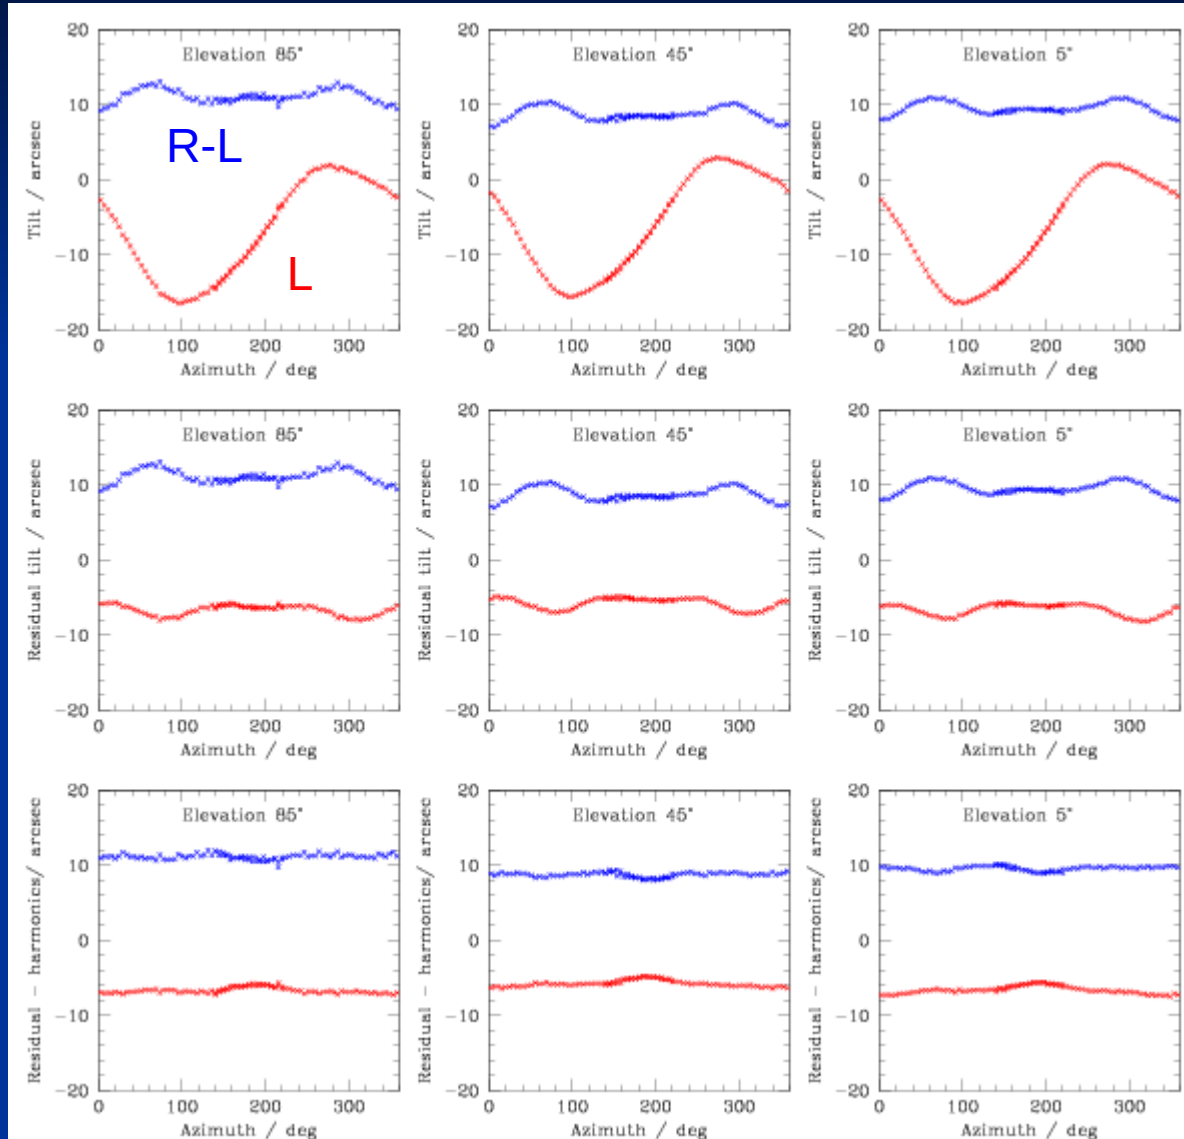 20
10
0
−10
−20
Tilt / arcsec
Elevation 85°
R-L
L
0 100 200 300
Azimuth / deg
20
10
0
−10
−20
Tilt / arcsec
Elevation 45°
0 100 200 300
Azimuth / deg
20
10
0
−10
−20
Tilt / arcsec
Elevation 5°
0 100 200 300
Azimuth / deg
20
10
0
−10
−20
Residual tilt / arcsec
Elevation 85°
0 100 200 300
Azimuth / deg
20
10
0
−10
−20
Residual tilt / arcsec
Elevation 45°
0 100 200 300
Azimuth / deg
20
10
0
−10
−20
Residual tilt / arcsec
Elevation 5°
0 100 200 300
Azimuth / deg
20
10
0
−10
−20
Residual − harmonics/ arcsec
Elevation 85°
0 100 200 300
Azimuth / deg
20
10
0
−10
−20
Residual − harmonics/ arcsec
Elevation 45°
0 100 200 300
Azimuth / deg
20
10
0
−10
−20
Residual − harmonics/ arcsec
Elevation 5°
0 100 200 300
Azimuth / deg